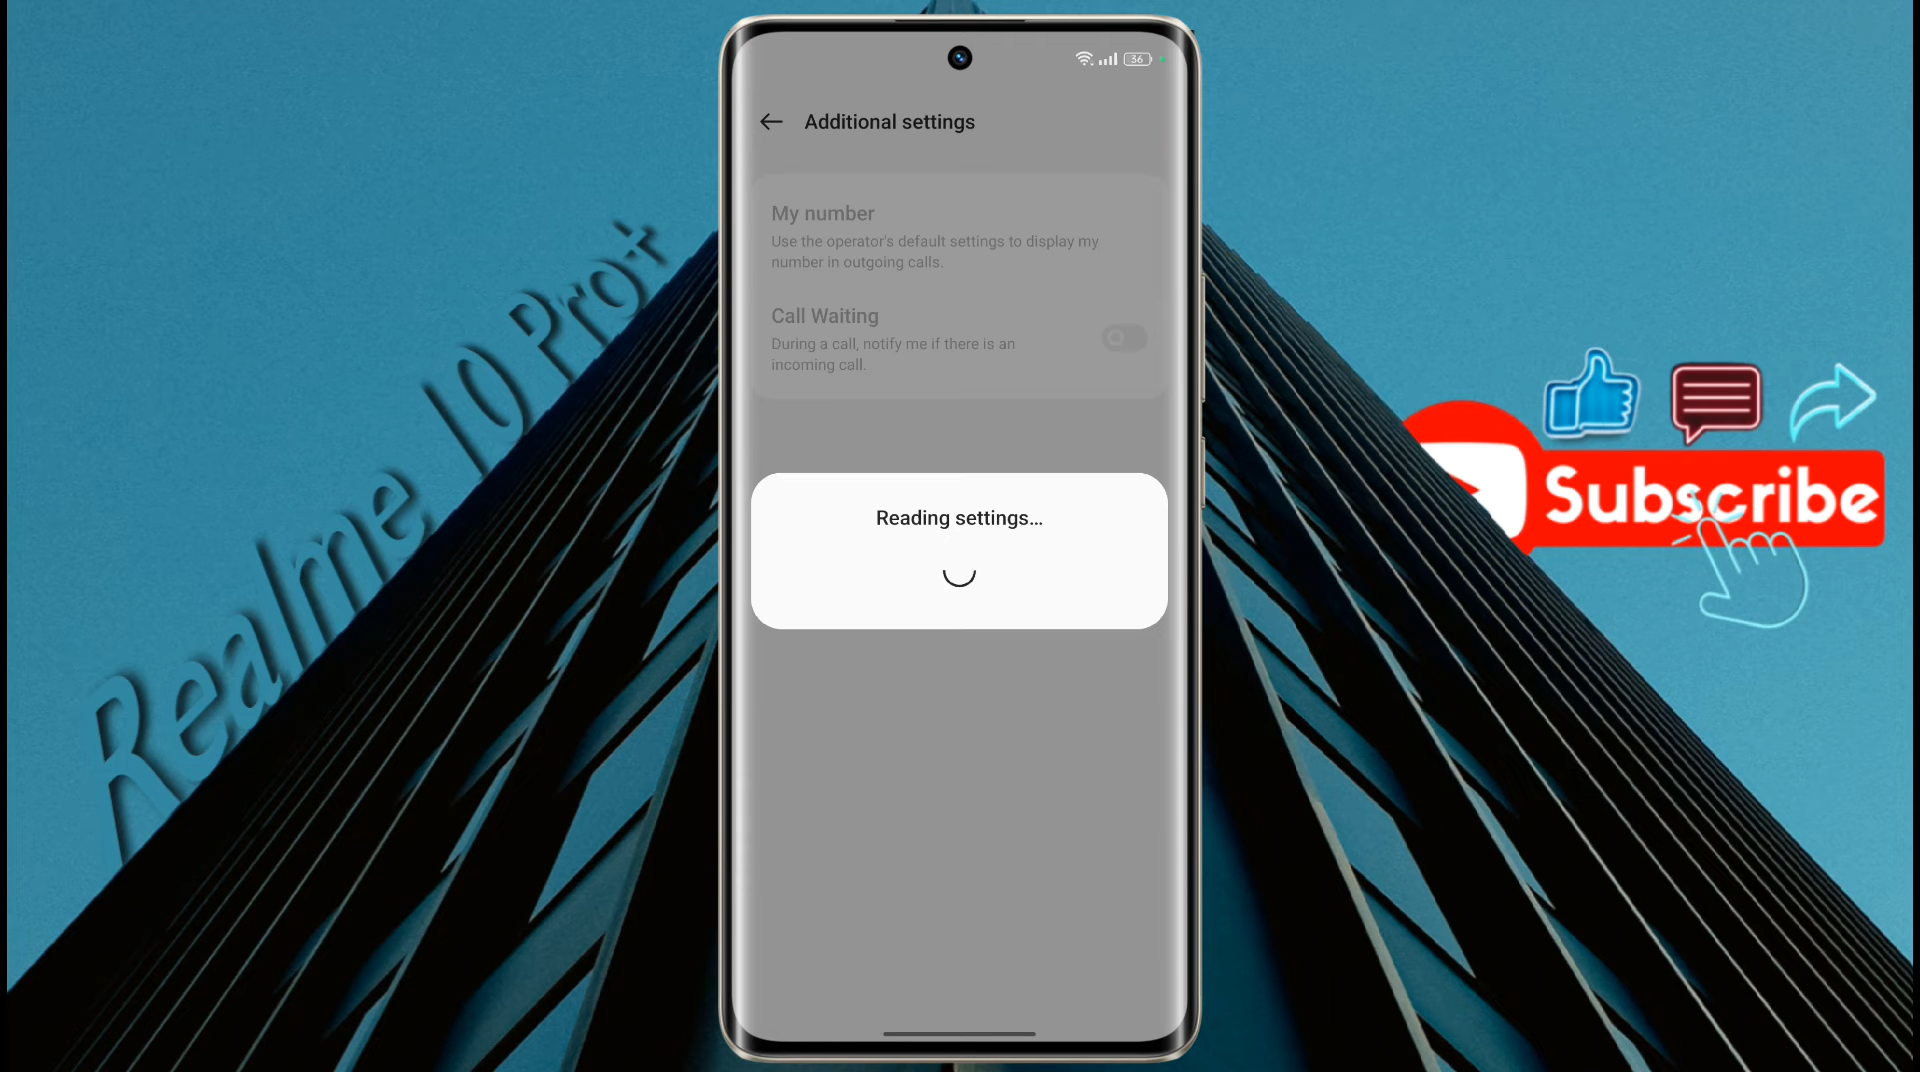 36
Additional settings
My number
Use the operator's default settings to display my
number in outgoing calls.
Call Waiting
During a call, notify me if there is an
incoming call.
Reading settings...
Realme 10 Pro+
Subscribe